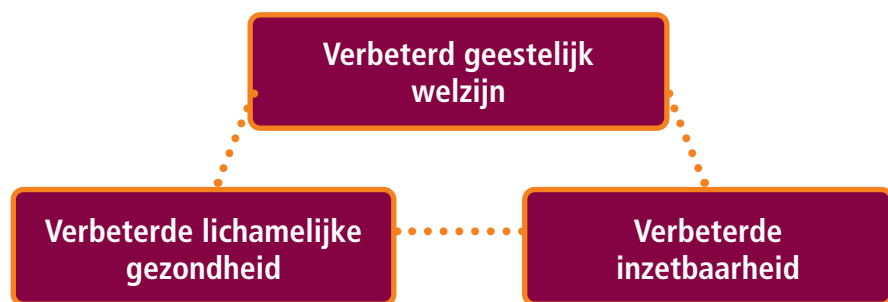 Verbeterd geestelijk
welzijn
Verbeterde lichamelijke
gezondheid
Verbeterde
inzetbaarheid